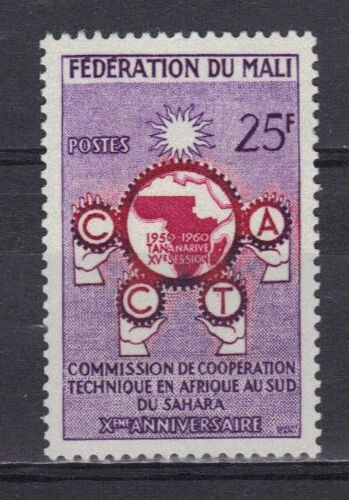 FÉDÉRATION DU MALI
POSTES
25F
C
A
1950-1960
TANANARIVE
XVᵉ SESSION
C
T
COMMISSION DE COOPÉRATION
TECHNIQUE EN AFRIQUE AU SUD
DU SAHARA
XÈME ANNIVERSAIRE